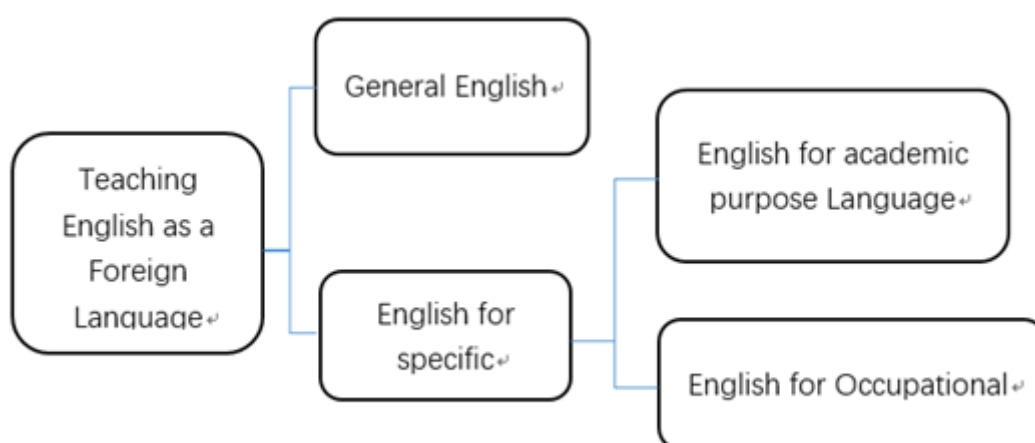 General English
Teaching
English as a
Foreign
Language
English for
specific
English for academic
purpose Language
English for Occupational